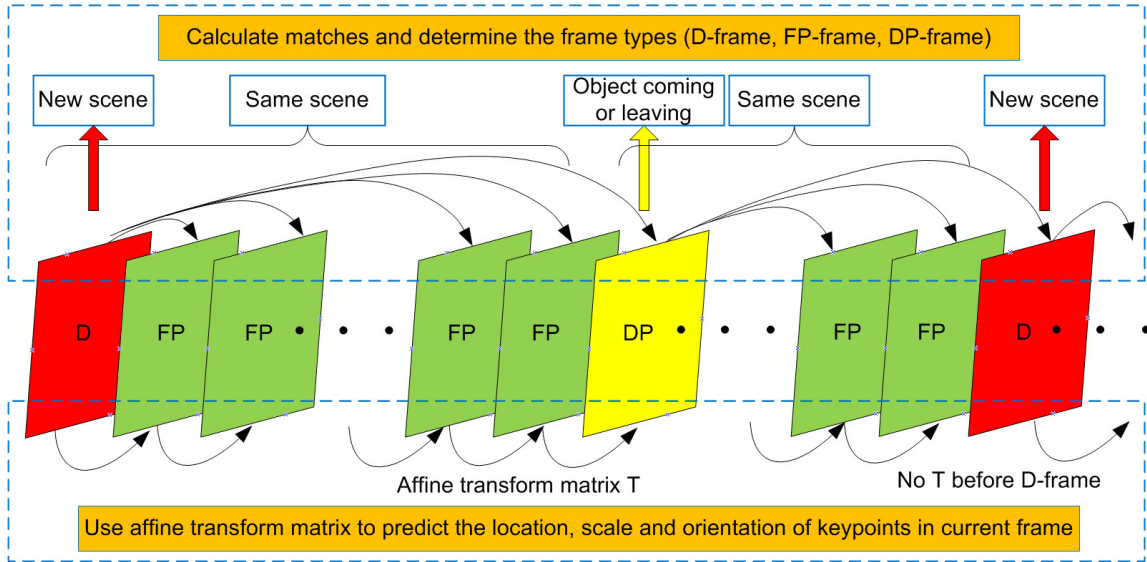 Calculate matches and determine the frame types (D-frame, FP-frame, DP-frame)
New scene
Same scene
Object coming
or leaving
Same scene
New scene
D
FP
FP
FP
FP
DP
FP
FP
D
Affine transform matrix T
No T before D-frame
Use affine transform matrix to predict the location, scale and orientation of keypoints in current frame